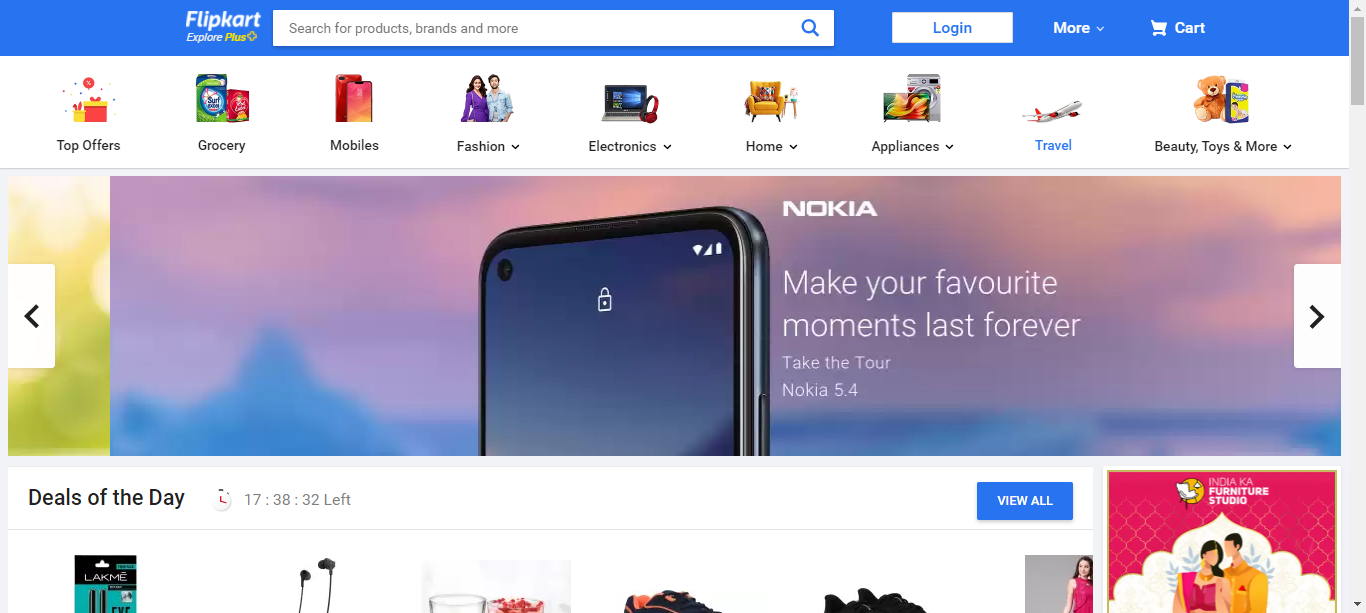 Flipkart
Explore Plus
Search for products, brands and more
Login
More
Cart
Top Offers
Grocery
Mobiles
Fashion
Electronics
Home
Appliances
Travel
Beauty, Toys & More
NOKIA
Make your favourite
moments last forever
Take the Tour
Nokia 5.4
Deals of the Day
17 : 38 : 32 Left
VIEW ALL
INDIA KA
FURNITURE
STUDIO
LAKMÉ
EYE